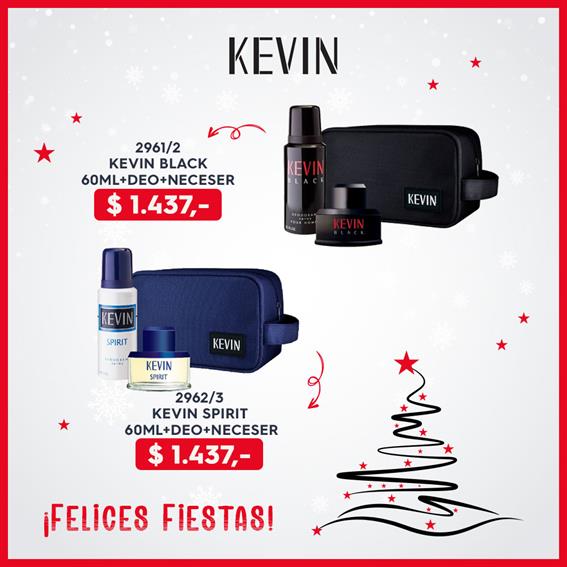 KEVIN
2961/2
KEVIN BLACK
60ML+DEO+NECESER
$ 1.437,-
KEVIN
BLACK
KEVIN
BLACK
KEVIN
KEVIN
SPIRIT
KEVIN
SPIRIT
KEVIN
2962/3
KEVIN SPIRIT
60ML+DEO+NECESER
$ 1.437,-
¡FELICES FIESTAS!